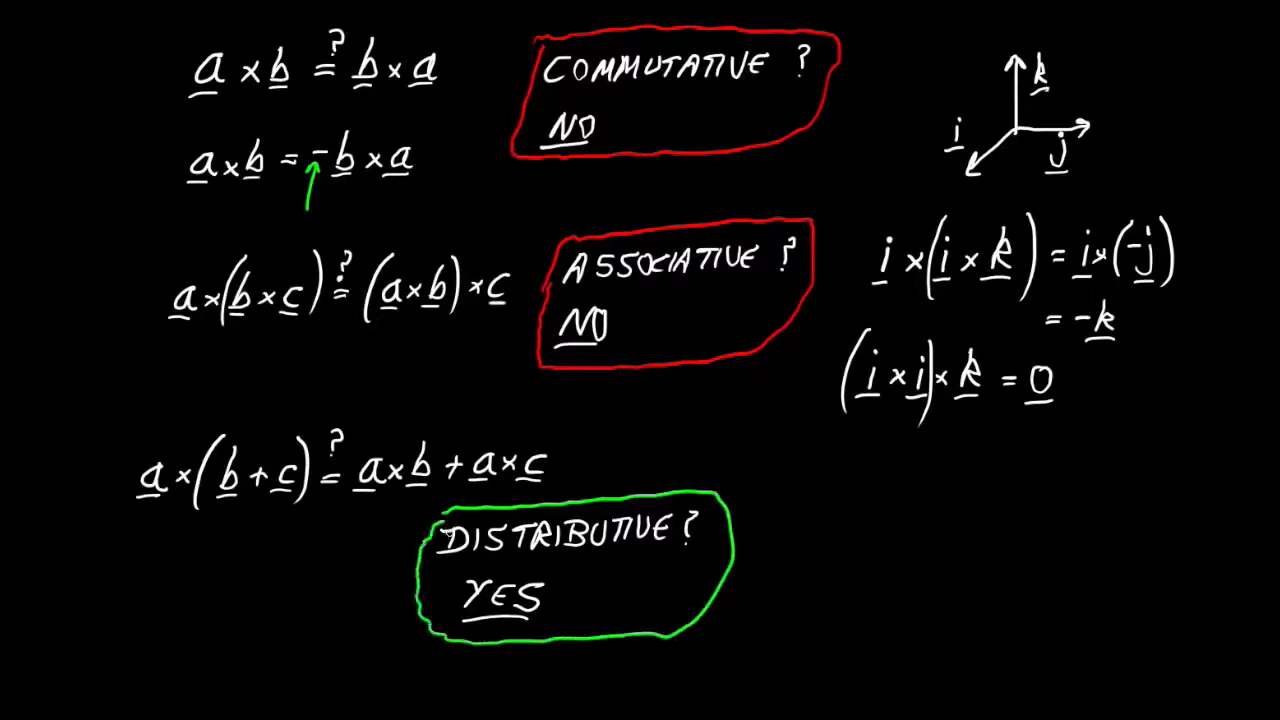 a × b ?= b × a
COMMUTATIVE ?
NO
a × b = -b × a
k
i
j
a × (b × c) ?= (a × b) × c
ASSOCIATIVE ?
NO
i × (i × k) = i × (-j)
= -k
(i × i) × k = 0
a × (b + c) ?= a × b + a × c
DISTRIBUTIVE ?
YES